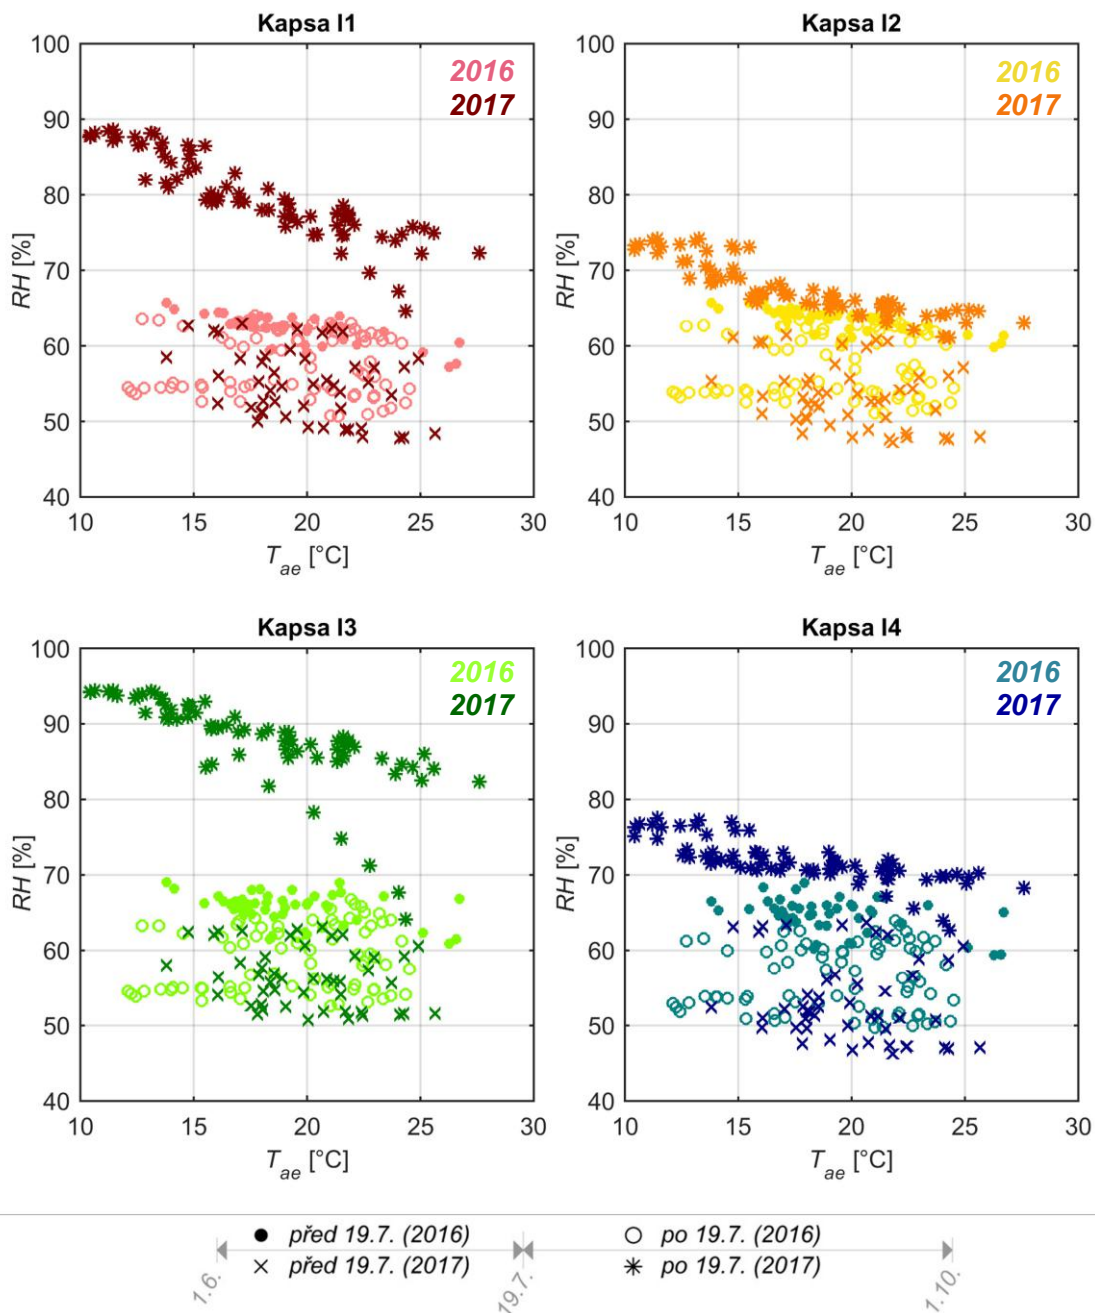 Kapsa I1
2016
2017
100
90
80
70
60
50
40
RH [%]
10 15 20 25 30
T_ae [°C]
Kapsa I2
2016
2017
100
90
80
70
60
50
40
RH [%]
10 15 20 25 30
T_ae [°C]
Kapsa I3
2016
2017
100
90
80
70
60
50
40
RH [%]
10 15 20 25 30
T_ae [°C]
Kapsa I4
2016
2017
100
90
80
70
60
50
40
RH [%]
10 15 20 25 30
T_ae [°C]
před 19.7. (2016) po 19.7. (2016)
před 19.7. (2017) po 19.7. (2017)
1.6. 19.7. 1.10.